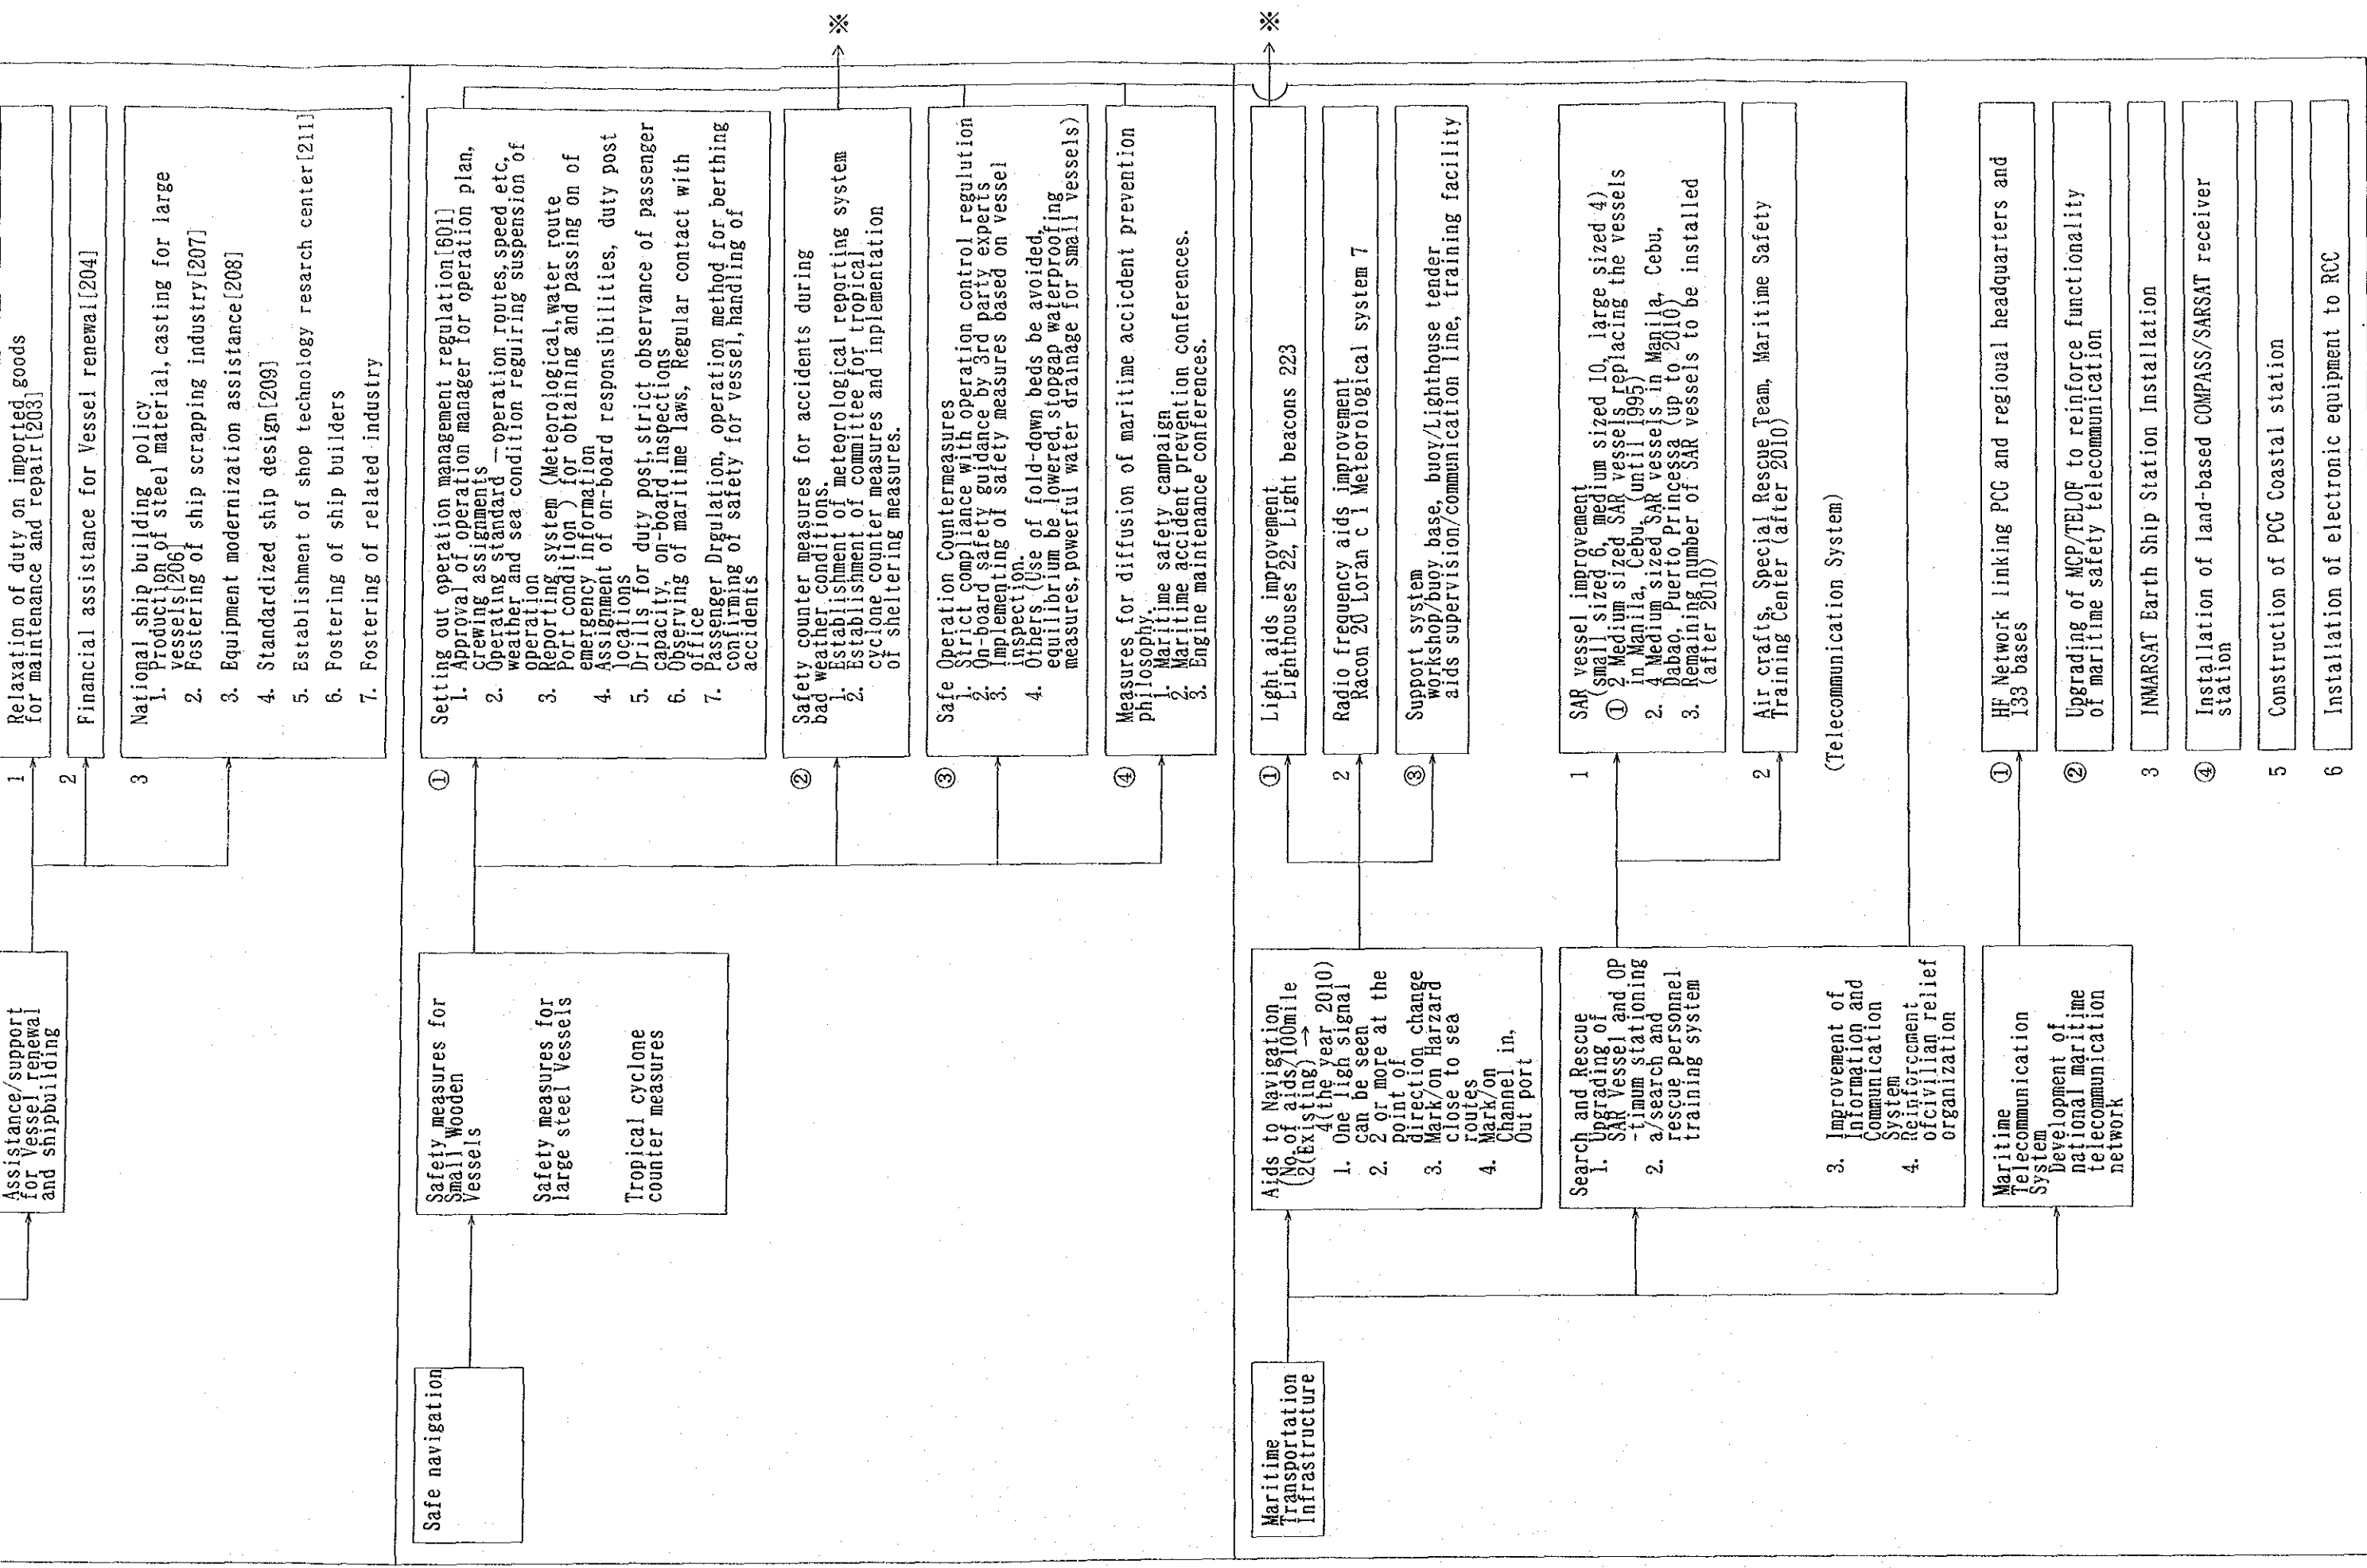 Assistance/support
for Vessel renewal
and shipbuilding
1
Relaxation of duty on imported goods
for maintenance and repair[203]
2
Financial assistance for Vessel renewal[204]
3
National ship building policy
1. Production of steel material, casting for large
vessels[206]
2. Fostering of ship scrapping industry[207]
3. Equipment modernization assistance[208]
4. Standardized ship design[209]
5. Establishment of shop technology research center[211]
6. Fostering of ship builders
7. Fostering of related industry
Safe navigation
Safety measures for
Small Wooden
Vessels
Safety measures for
large steel Vessels
Tropical cyclone
counter measures
①
Setting out operation management regulation[601]
1. Approval of operation manager for operation plan,
crewing assignments
2. Operating standard — operation routes, speed etc,
weather and sea condition reguiring suspension of
operation
3. Reporting system (Meteorological, water route
Port condition ) for obtaining and passing on of
emergency information
4. Assignment of on-board responsibilities, duty post
locations
5. Drills for duty post, strict observance of passenger
capacity, on-board inspections
6. Observing of maritime laws, Regular contact with
office
7. Passenger Drgulation, operation method for berthing
confirming of safety for vessel, handling of
accidents
②
Safety counter measures for accidents during
bad weather conditions.
1. Establishment of meteorological reporting system
2. Establishment of committee for tropical
cyclone counter measures and inplementation
of sheltering measures.
※
③
Safe Operation Countermeasures
1. Strict compliance with operation control regulution
2. On-board safety guidance by 3rd party experts
3. Implementing of safety measures based on vessel
inspection.
4. Others (Use of fold-down beds be avoided,
equilibrium be lowered, stopgap waterproofing
measures, powerful water drainage for small vessels)
④
Measures for diffusion of maritime accicdent prevention
philosophy.
1. Maritime safety campaign
2. Maritime accident prevention conferences.
3. Engine maintenance conferences.
Maritime
Transportation
Infrastructure
Aids to Navigation
(No. of aids/100mile
(2(Existing) →
4(the year 2010)
1. One ligh signal
can be seen
2. 2 or more at the
point of
direction change
3. Mark/on Harzard
close to sea
routes
4. Mark/on
Channel in,
Out port
①
Light aids improvement
Lighthouses 22, Light beacons 223
※
2
Radio frequency aids improvement
Racon 20 Loran c 1 Meteorological system 7
③
Support system
workshop/buoy base, buoy/Lighthouse tender
aids supervision/communication line, training facility
Search and Rescue
1. Upgrading of
SAR Vessel and OP
-timum stationing
2. a/search and
rescue personnel
training system
3. Improvement of
Information and
Communication
System
4. Reinforcement
ofcivilian relief
organization
1
SAR vessel improvement
(small sized 6, medium sized 10, large sized 4)
① 2 Medium sized SAR vessels replacing the vessels
in Manila, Cebu. (until 1995)
2. 4 Medium sized SAR vessels in Manila, Cebu,
Dabao, Puerto Princessa (up to 2010)
3. Remaining number of SAR vessels to be installed
(after 2010)
2
Air crafts, Special Rescue Team, Maritime Safety
Training Center (after 2010)
(Telecommunication System)
Maritime
Telecommunication
System
Development of
national maritime
telecommunication
network
①
HF Network linking PCG and regional headquarters and
133 bases
②
Upgrading of MCP/TELOF to reinforce functionality
of maritime safety telecommunication
3
INMARSAT Earth Ship Station Installation
④
Installation of land-based COMPASS/SARSAT receiver
station
5
Construction of PCG Coastal station
6
Installation of electronic equipment to RCC